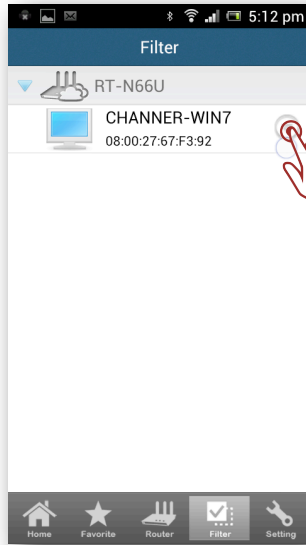 5:12 pm
Filter
RT-N66U
CHANNER-WIN7
08:00:27:67:F3:92
Home Favorite Router Filter Setting